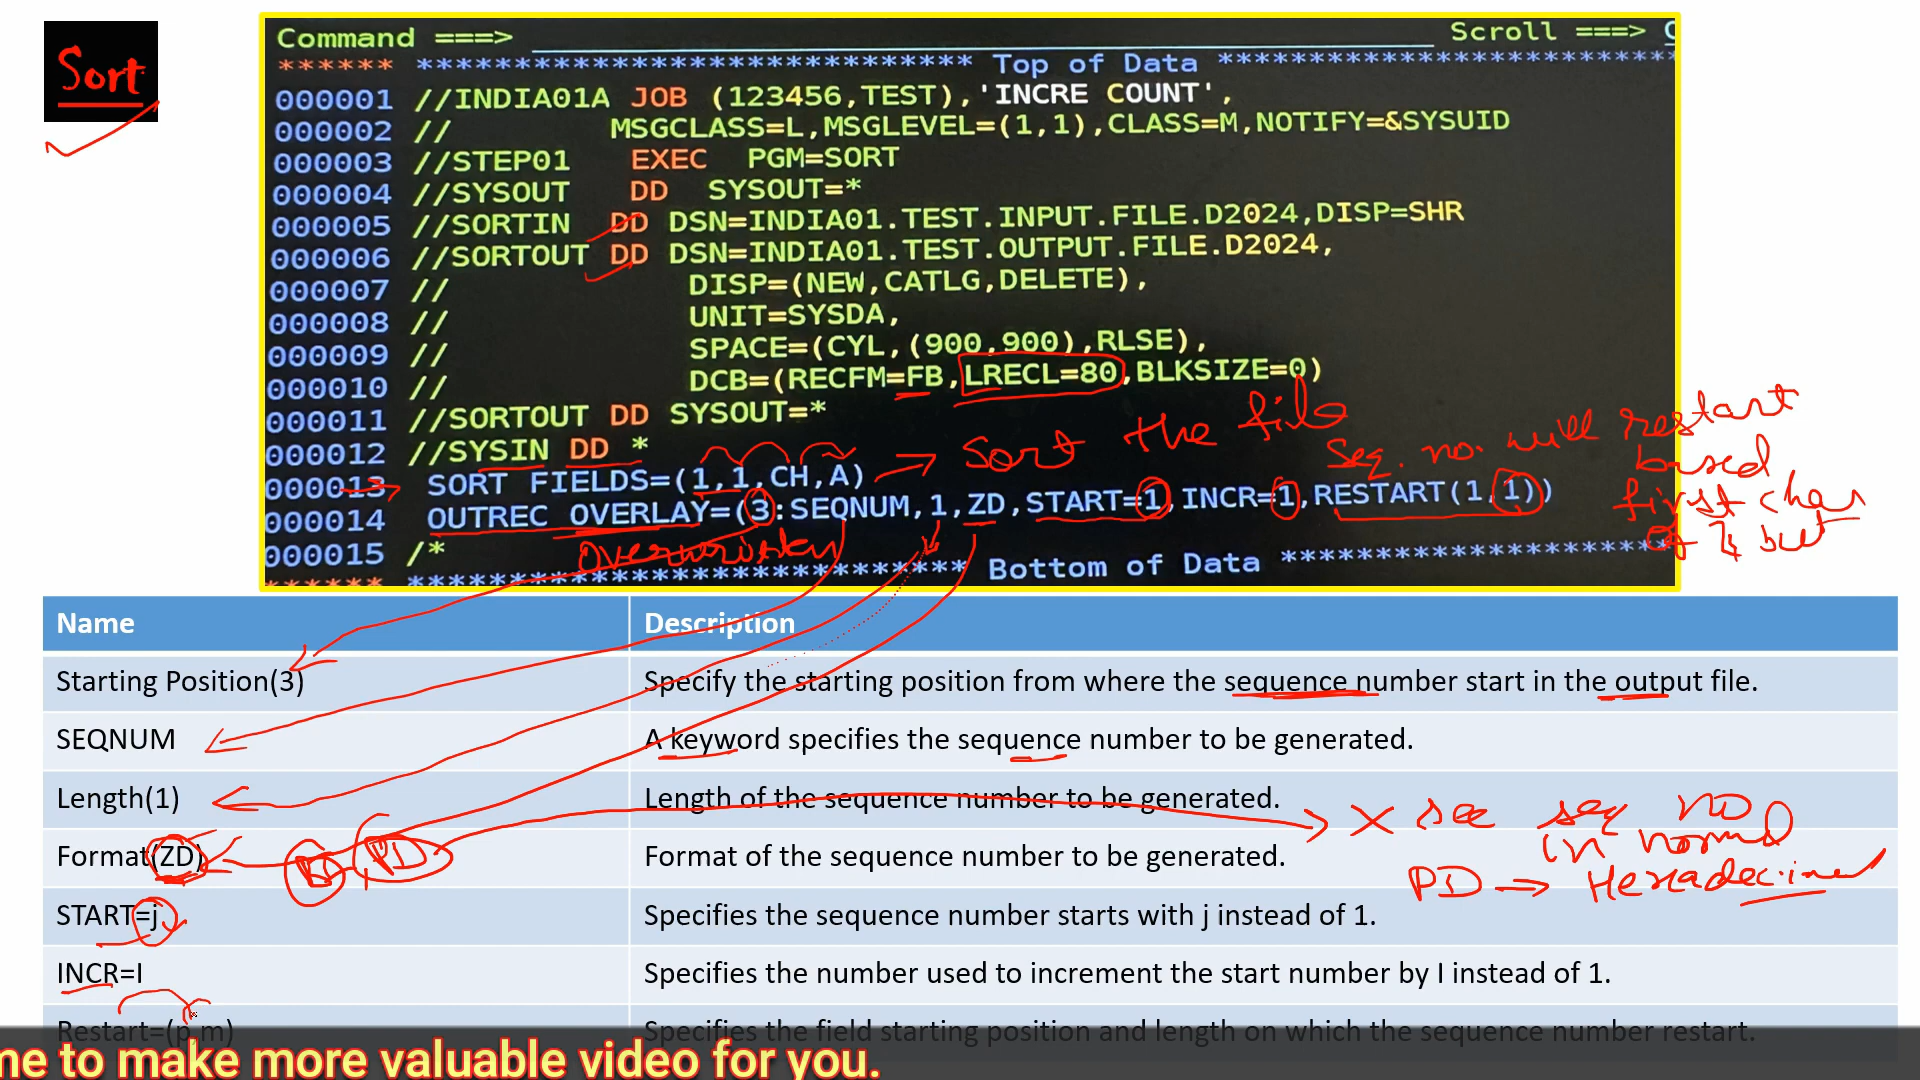 Sort
Command ===> Scroll ===>
****** **************************** Top of Data ************************
000001 //INDIA01A JOB (123456,TEST),'INCRE COUNT',
000002 // MSGCLASS=L,MSGLEVEL=(1,1),CLASS=M,NOTIFY=&SYSUID
000003 //STEP01 EXEC PGM=SORT
000004 //SYSOUT DD SYSOUT=*
000005 //SORTIN DD DSN=INDIA01.TEST.INPUT.FILE.D2024,DISP=SHR
000006 //SORTOUT DD DSN=INDIA01.TEST.OUTPUT.FILE.D2024,
000007 // DISP=(NEW,CATLG,DELETE),
000008 // UNIT=SYSDA,
000009 // SPACE=(CYL,(900,900),RLSE),
000010 // DCB=(RECFM=FB,LRECL=80,BLKSIZE=0)
000011 //SORTOUT DD SYSOUT=*
000012 //SYSIN DD *
000013 SORT FIELDS=(1,1,CH,A)
Sort the file
000014 OUTREC OVERLAY=(3:SEQNUM,1,ZD,START=1,INCR=1,RESTART(1,1))
Seq. no. will restart
based
first char
of
000015 /*
****** **************************** Bottom of Data ********************
Name Description
Starting Position(3) Specify the starting position from where the sequence number start in the output file.
SEQNUM A keyword specifies the sequence number to be generated.
Length(1) Length of the sequence number to be generated.
Format(ZD) PD Format of the sequence number to be generated.
see seq no
in normal
PD → Hexadecimal
START=j Specifies the sequence number starts with j instead of 1.
INCR=I Specifies the number used to increment the start number by I instead of 1.
Restart=(p,m) Specifies the field starting position and length on which the sequence number restart.
me to make more valuable video for you.